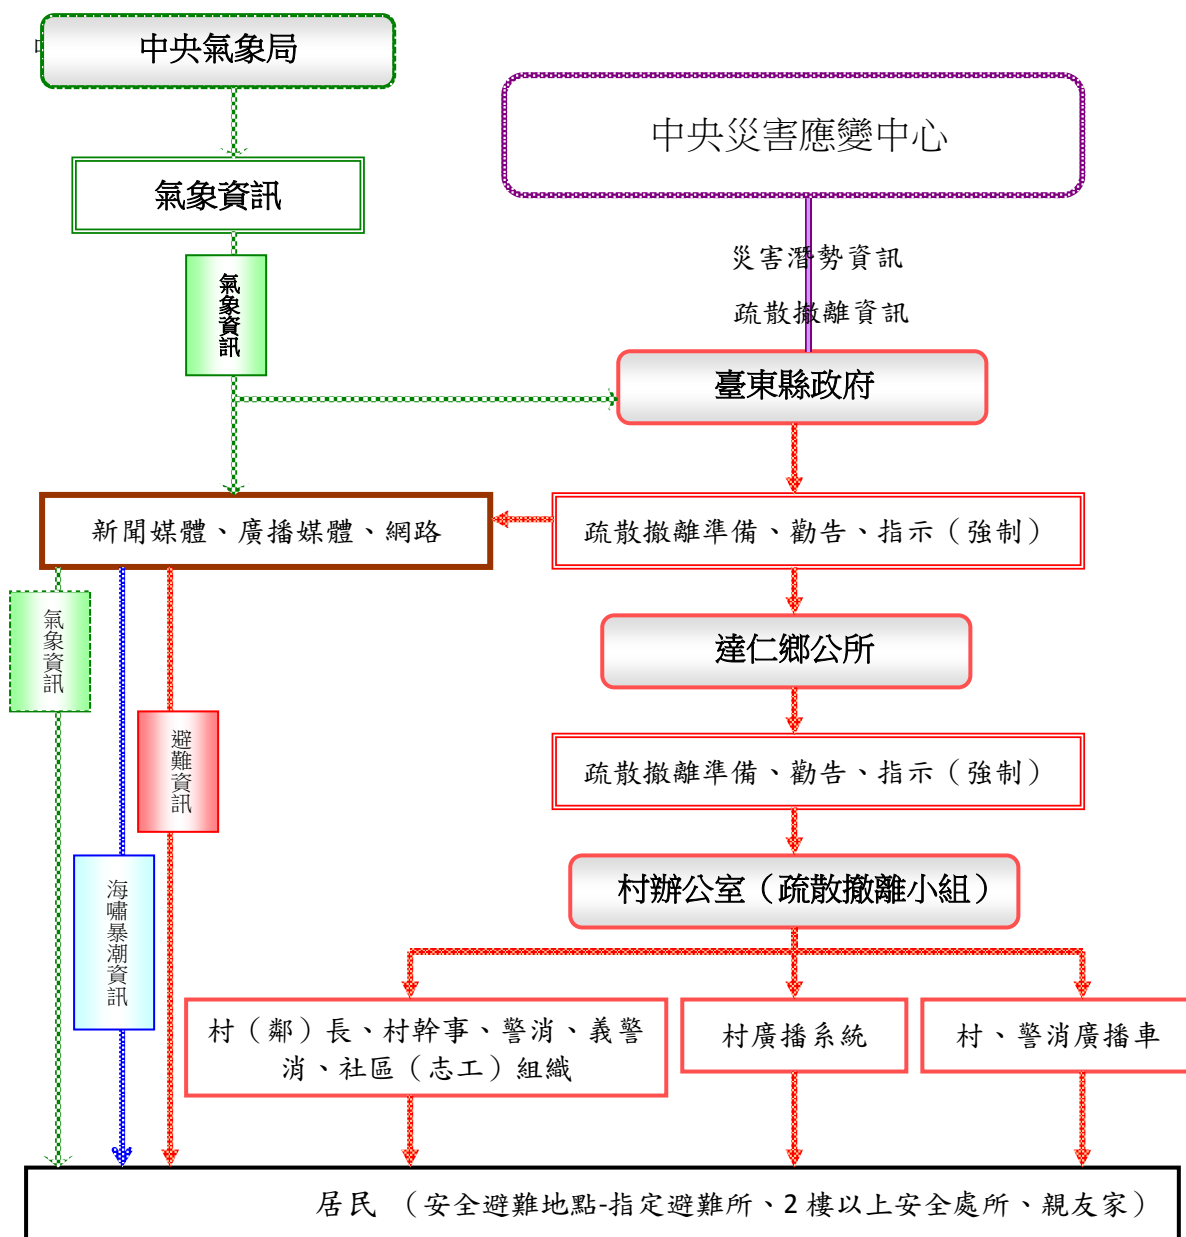 中央氣象局
中央災害應變中心
氣象資訊
災害潛勢資訊
氣象資訊
疏散撤離資訊
臺東縣政府
新聞媒體、廣播媒體、網路
疏散撤離準備、勸告、指示（強制）
氣象資訊
達仁鄉公所
避難資訊
疏散撤離準備、勸告、指示（強制）
海嘯暴潮資訊
村辦公室（疏散撤離小組）
村（鄰）長、村幹事、警消、義警
消、社區（志工）組織
村廣播系統
村、警消廣播車
居民 （安全避難地點-指定避難所、2 樓以上安全處所、親友家）